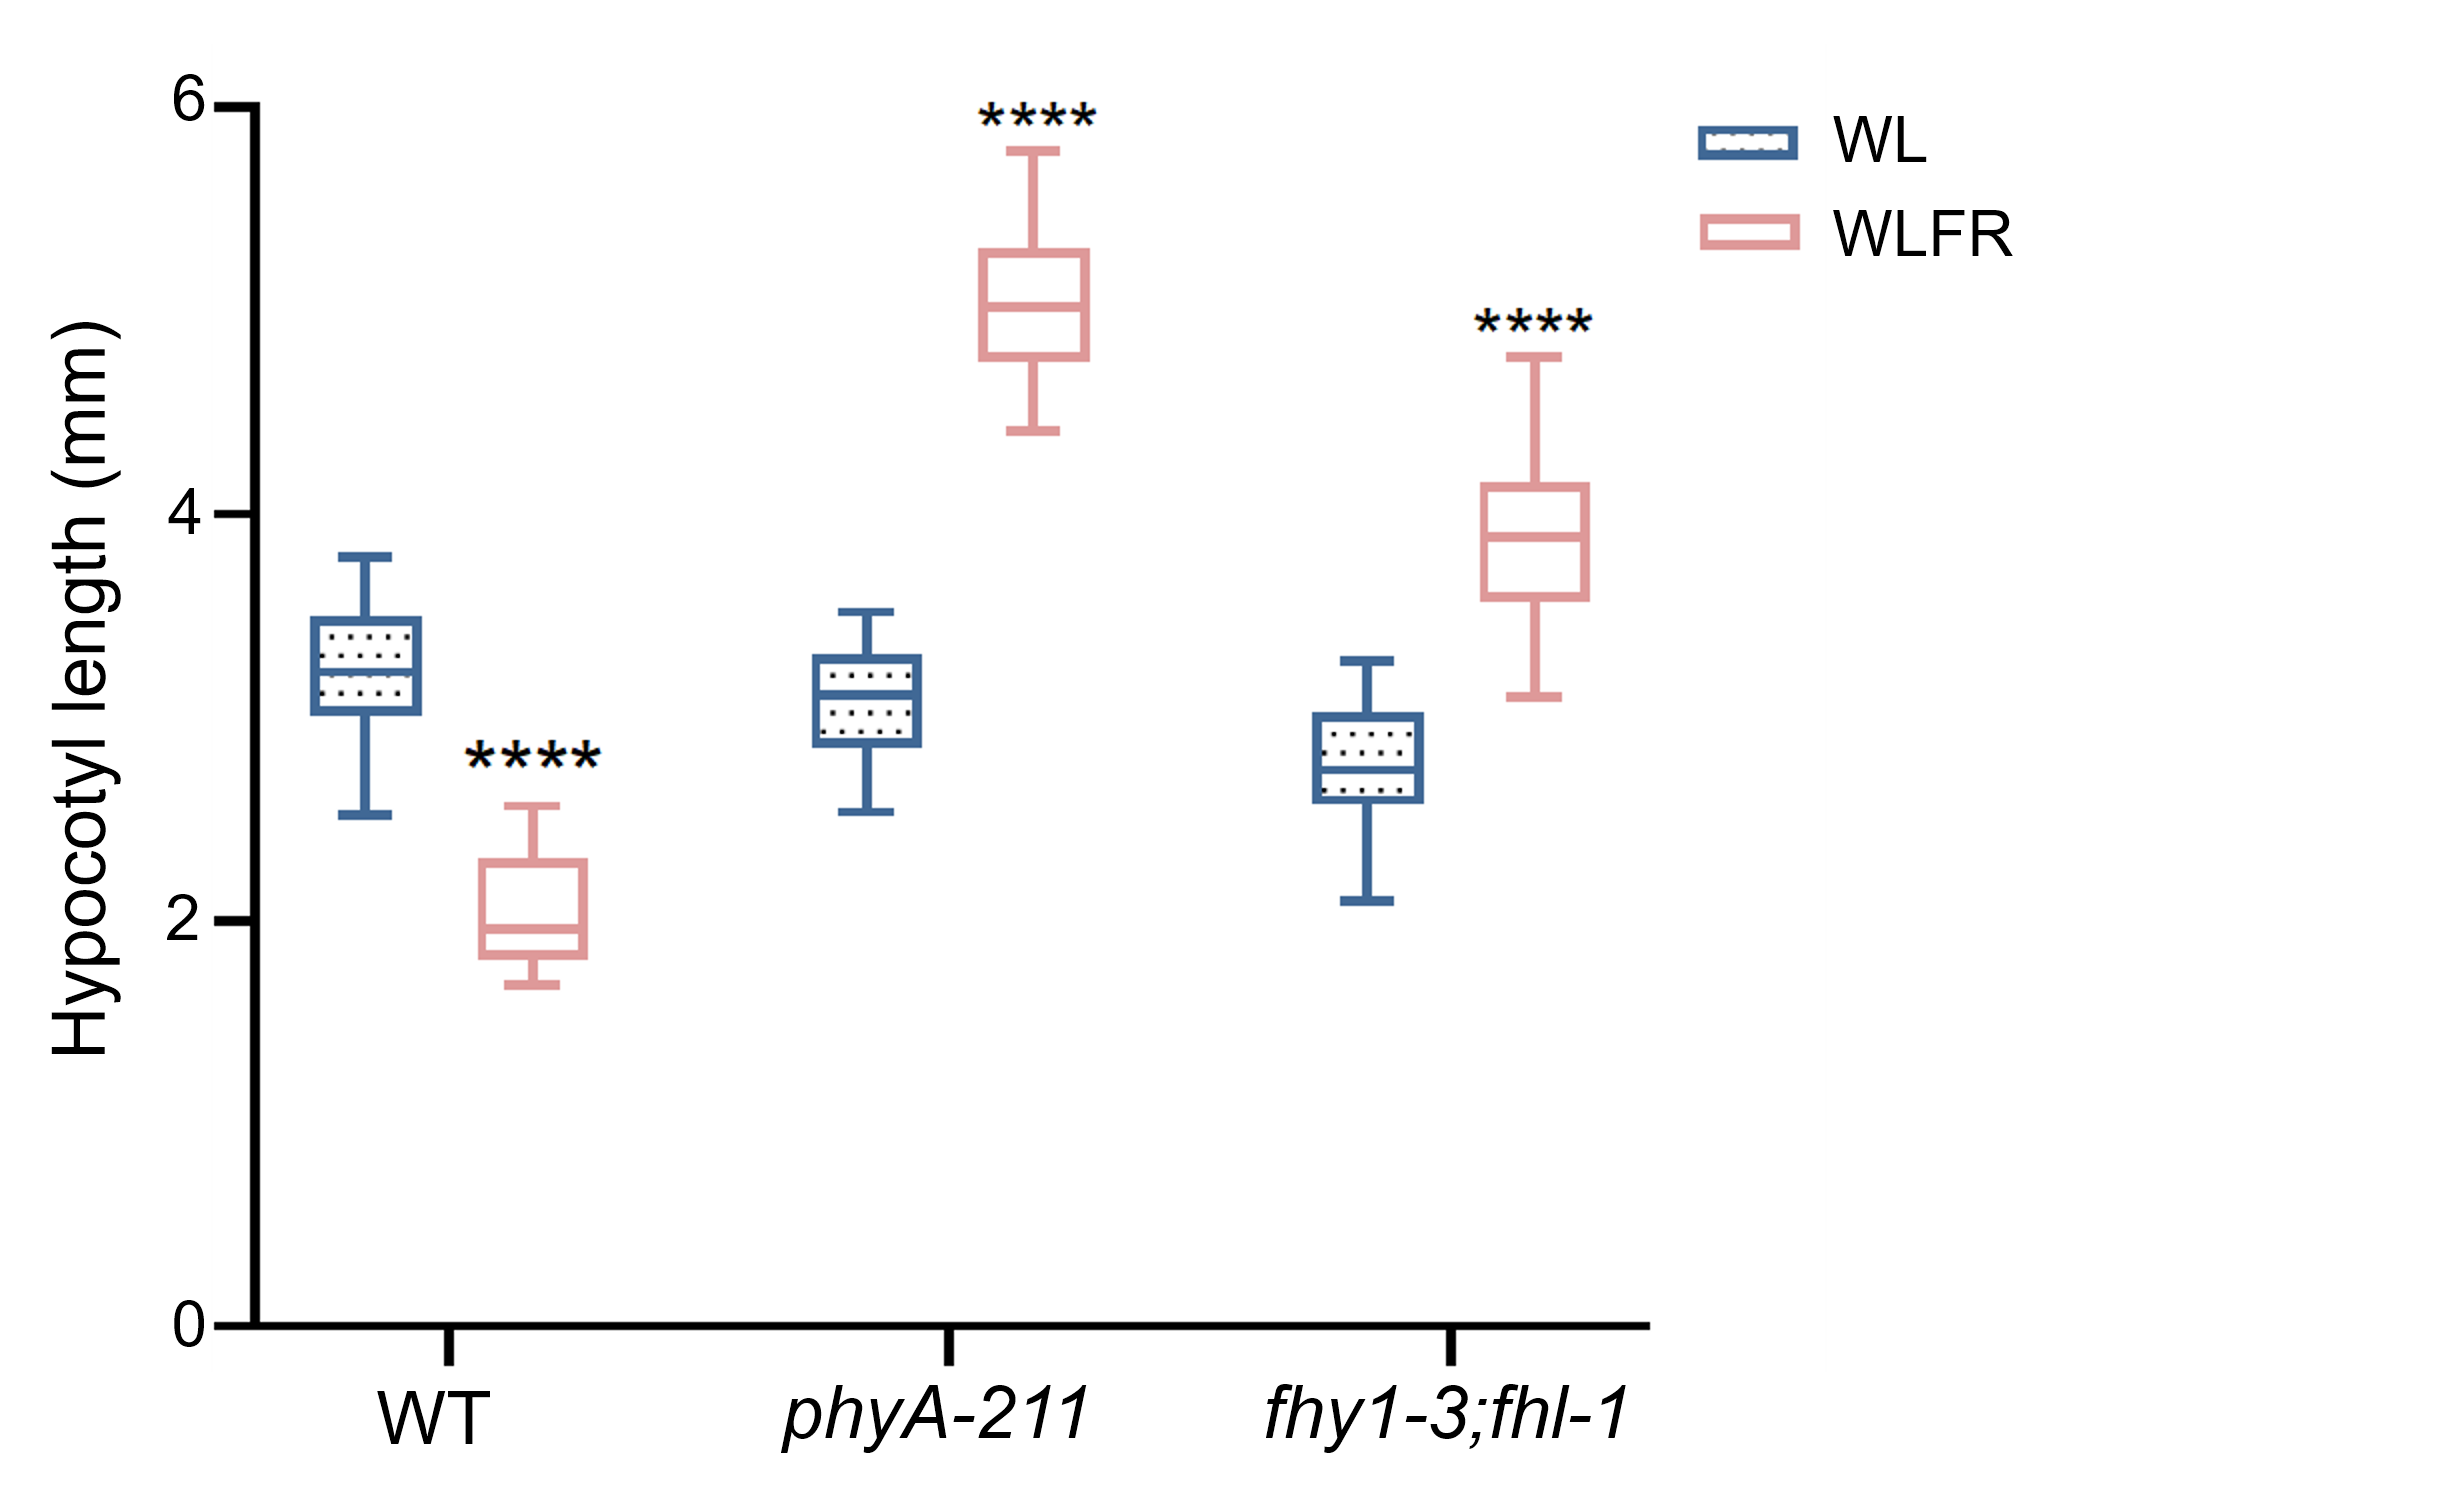 6
4
2
0
Hypocotyl length (mm)
****
****
****
WL
WLFR
WT
phyA-211
fhy1-3;fhl-1